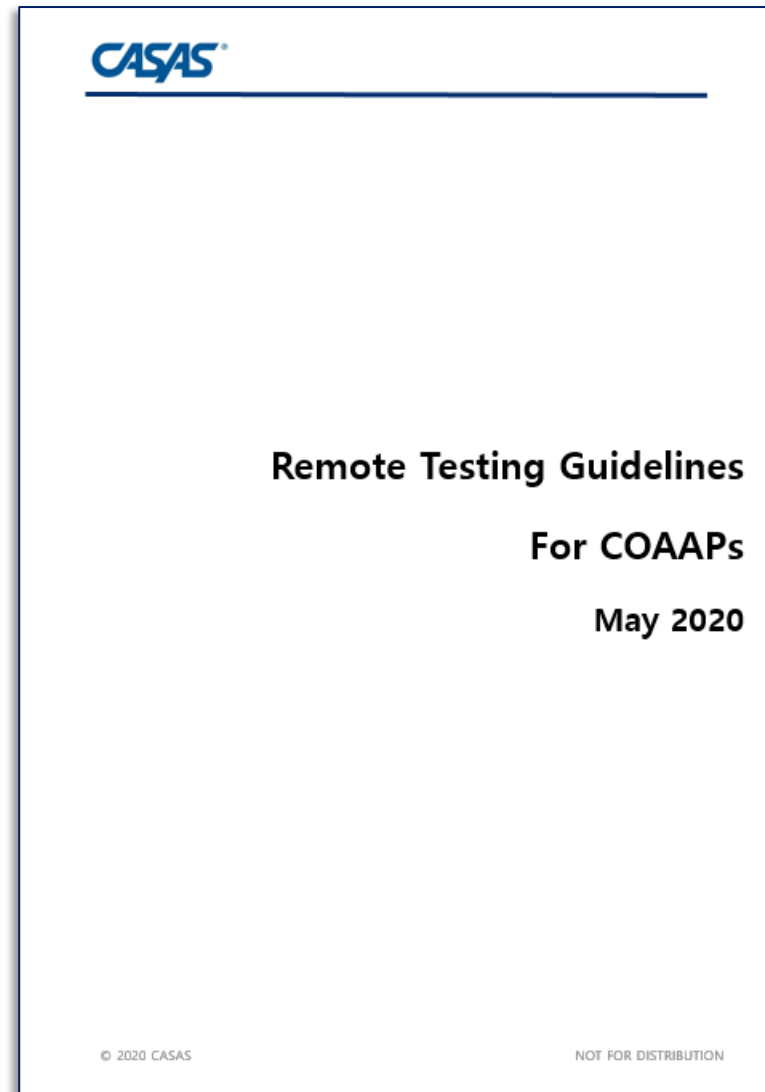 CASAS®
Remote Testing Guidelines
For COAAPs
May 2020
© 2020 CASAS
NOT FOR DISTRIBUTION